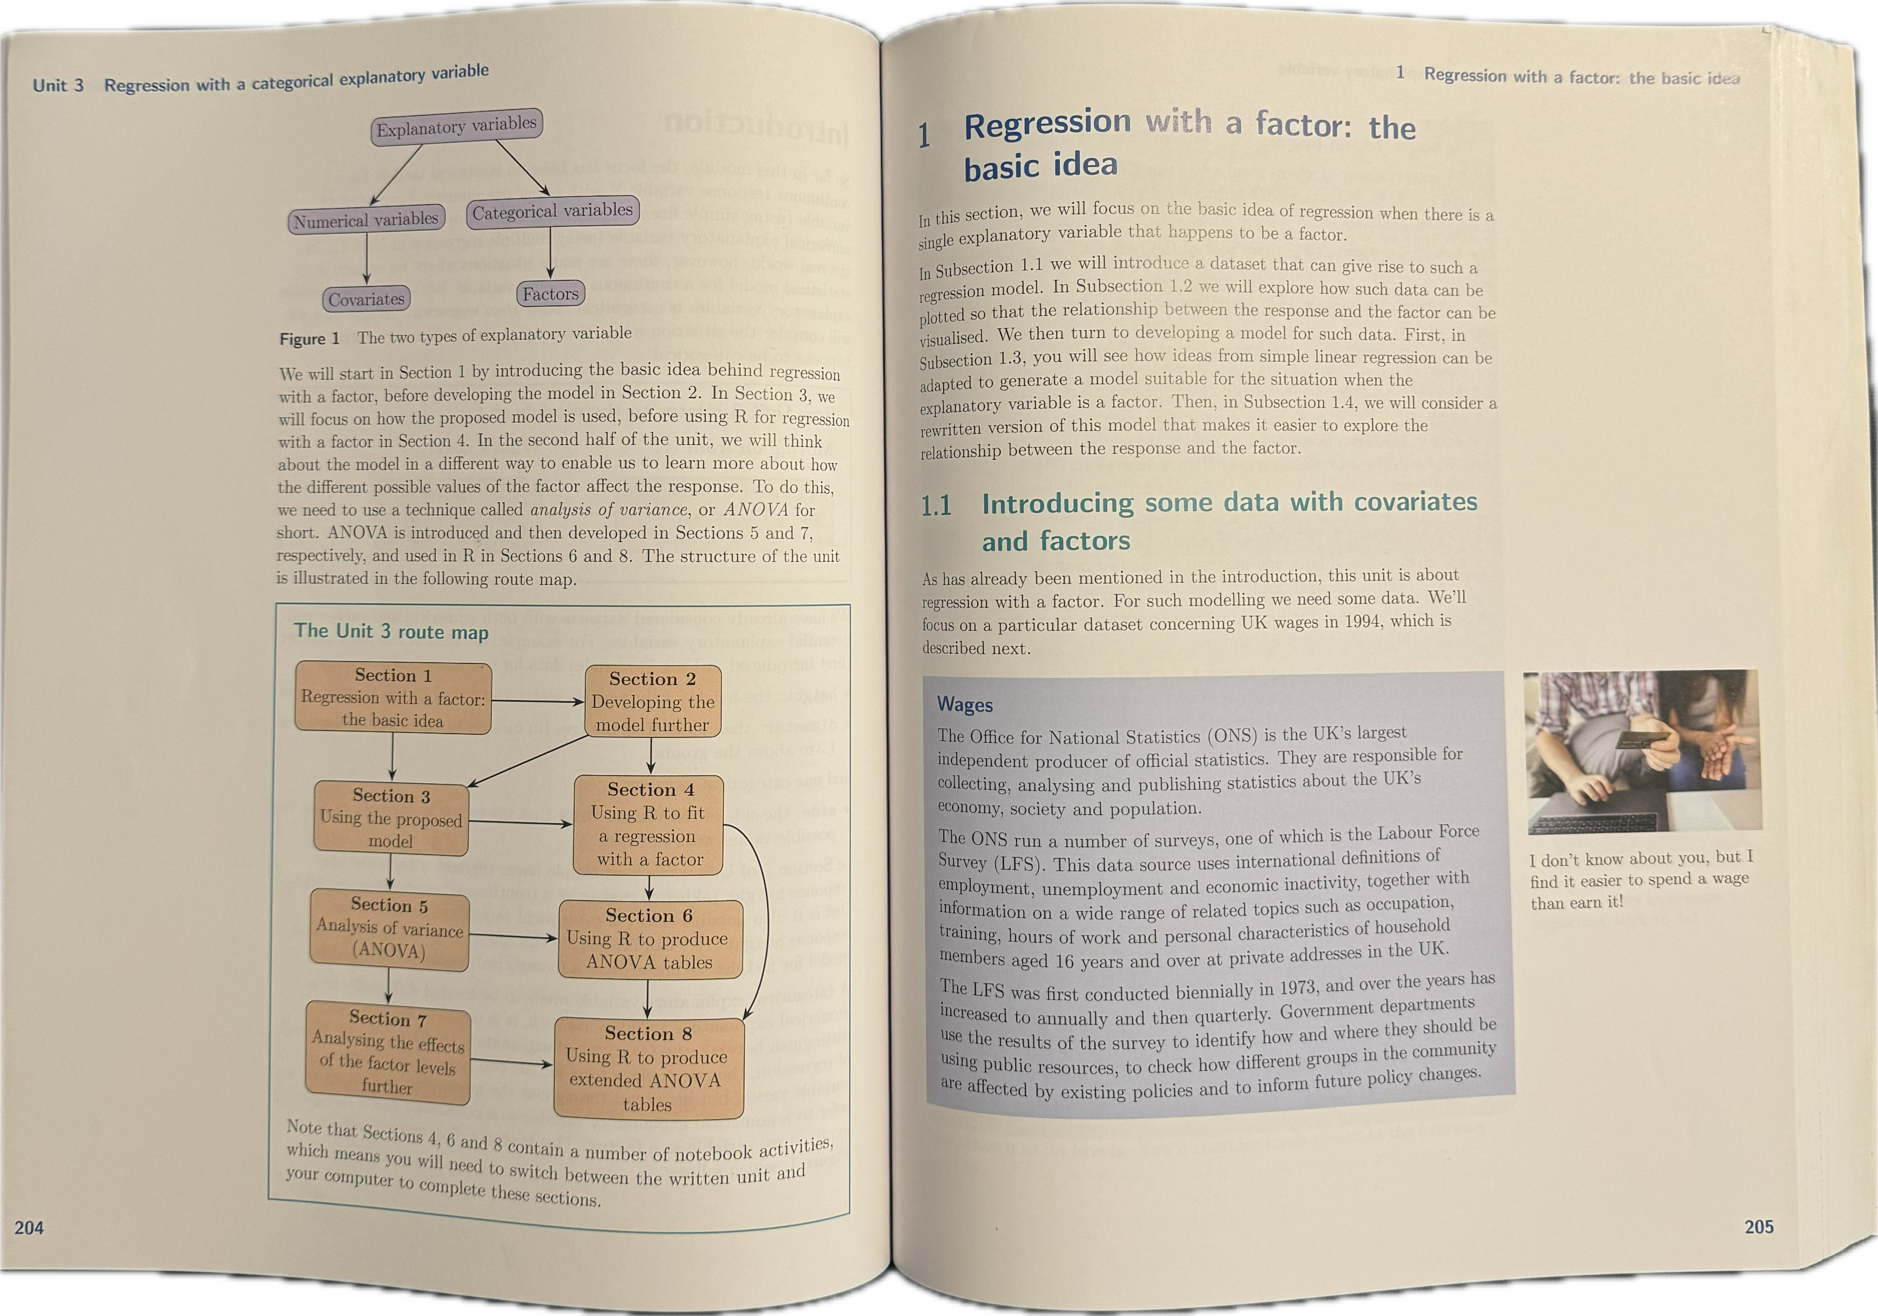 Unit 3 Regression with a categorical explanatory variable
Explanatory variables
Numerical variables
Categorical variables
Covariates
Factors
Figure 1 The two types of explanatory variable
We will start in Section 1 by introducing the basic idea behind regression
with a factor, before developing the model in Section 2. In Section 3, we
will focus on how the proposed model is used, before using R for regression
with a factor in Section 4. In the second half of the unit, we will think
about the model in a different way to enable us to learn more about how
the different possible values of the factor affect the response. To do this,
we need to use a technique called analysis of variance, or ANOVA for
short. ANOVA is introduced and then developed in Sections 5 and 7,
respectively, and used in R in Sections 6 and 8. The structure of the unit
is illustrated in the following route map.
The Unit 3 route map
Section 1
Regression with a factor:
the basic idea
Section 2
Developing the
model further
Section 3
Using the proposed
model
Section 4
Using R to fit
a regression
with a factor
Section 5
Analysis of variance
(ANOVA)
Section 6
Using R to produce
ANOVA tables
Section 7
Analysing the effects
of the factor levels
further
Section 8
Using R to produce
extended ANOVA
tables
Note that Sections 4, 6 and 8 contain a number of notebook activities,
which means you will need to switch between the written unit and
your computer to complete these sections.
204
1 Regression with a factor: the basic idea
1 Regression with a factor: the
basic idea
In this section, we will focus on the basic idea of regression when there is a
single explanatory variable that happens to be a factor.
In Subsection 1.1 we will introduce a dataset that can give rise to such a
regression model. In Subsection 1.2 we will explore how such data can be
plotted so that the relationship between the response and the factor can be
visualised. We then turn to developing a model for such data. First, in
Subsection 1.3, you will see how ideas from simple linear regression can be
adapted to generate a model suitable for the situation when the
explanatory variable is a factor. Then, in Subsection 1.4, we will consider a
rewritten version of this model that makes it easier to explore the
relationship between the response and the factor.
1.1 Introducing some data with covariates
and factors
As has already been mentioned in the introduction, this unit is about
regression with a factor. For such modelling we need some data. We'll
focus on a particular dataset concerning UK wages in 1994, which is
described next.
Wages
The Office for National Statistics (ONS) is the UK's largest
independent producer of official statistics. They are responsible for
collecting, analysing and publishing statistics about the UK's
economy, society and population.
The ONS run a number of surveys, one of which is the Labour Force
Survey (LFS). This data source uses international definitions of
employment, unemployment and economic inactivity, together with
information on a wide range of related topics such as occupation,
training, hours of work and personal characteristics of household
members aged 16 years and over at private addresses in the UK.
The LFS was first conducted biennially in 1973, and over the years has
increased to annually and then quarterly. Government departments
use the results of the survey to identify how and where they should be
using public resources, to check how different groups in the community
are affected by existing policies and to inform future policy changes.
I don't know about you, but I
find it easier to spend a wage
than earn it!
205